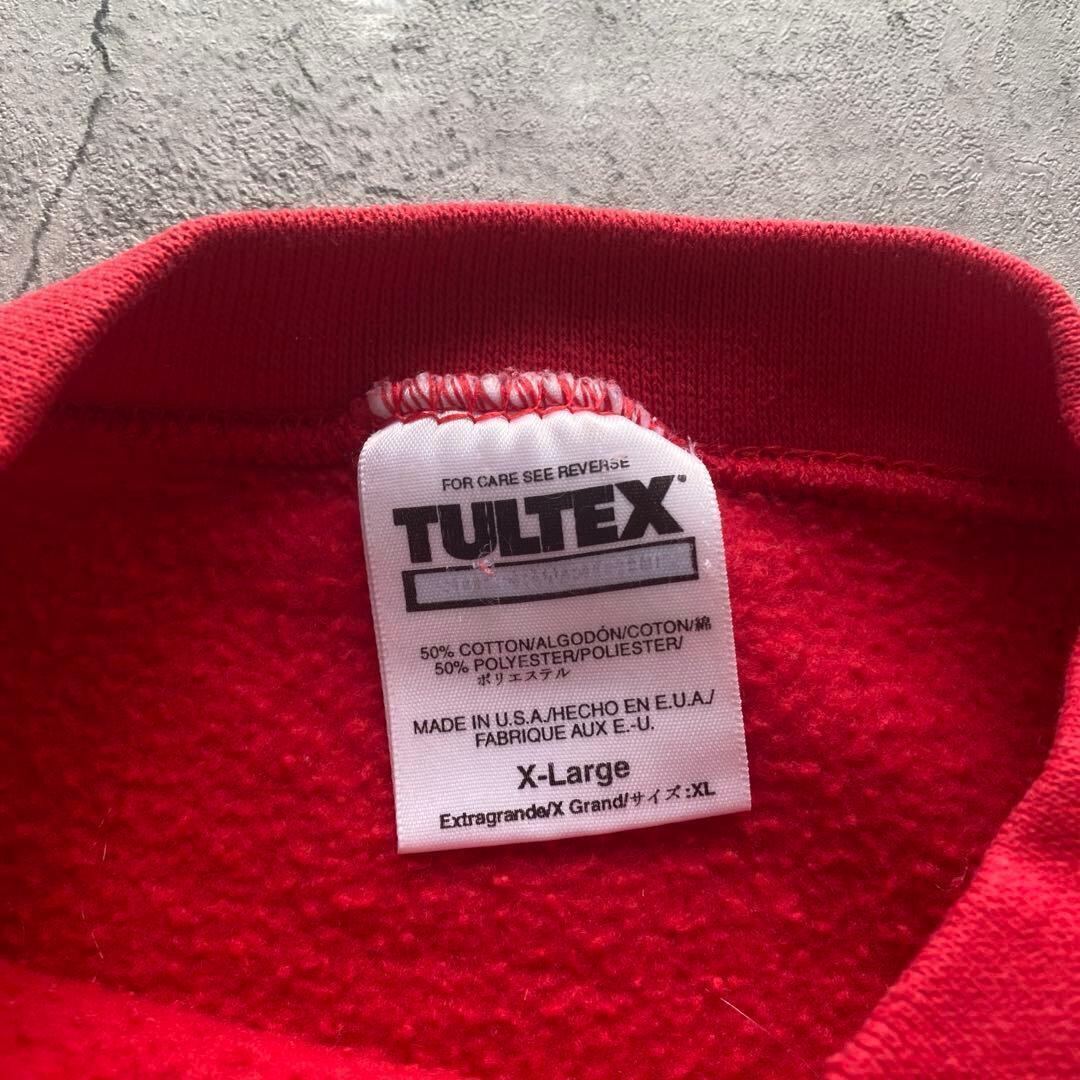 FOR CARE SEE REVERSE
TULTEX®
50% COTTON/ALGODÓN/COTON/綿
50% POLYESTER/POLIESTER/
ポリエステル
MADE IN U.S.A./HECHO EN E.U.A./
FABRIQUE AUX E.-U.
X-Large
Extragrande/X Grand/サイズ:XL